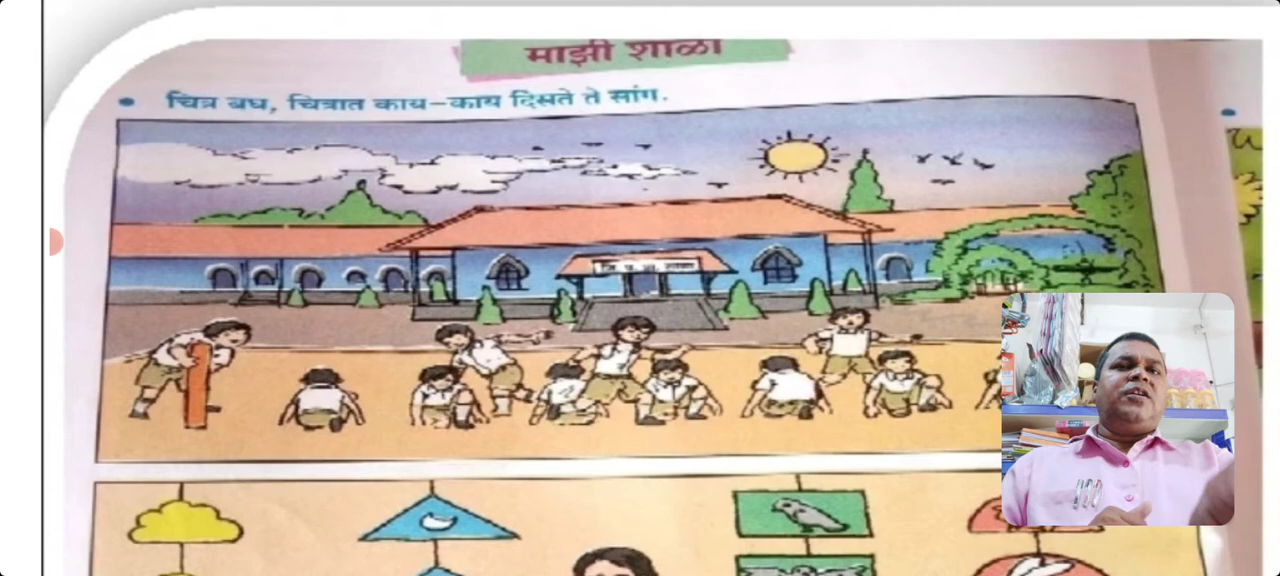 माझी शाळा
• चित्र बघ, चित्रात काय-काय दिसते ते सांग.
जि. प. प्रा. शाळा